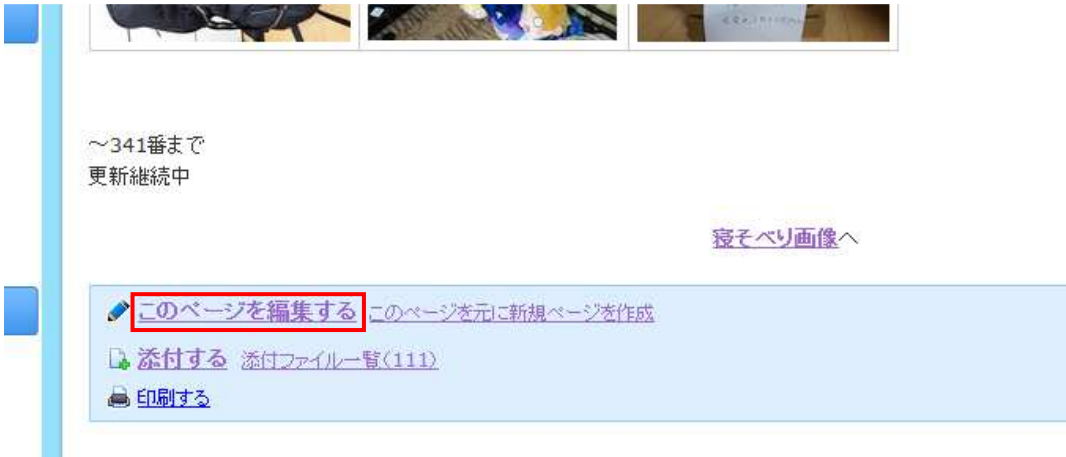 ～341番まで
更新継続中
寝そべり画像へ
このページを編集する このページを元に新規ページを作成
添付する 添付ファイル一覧(111)
印刷する